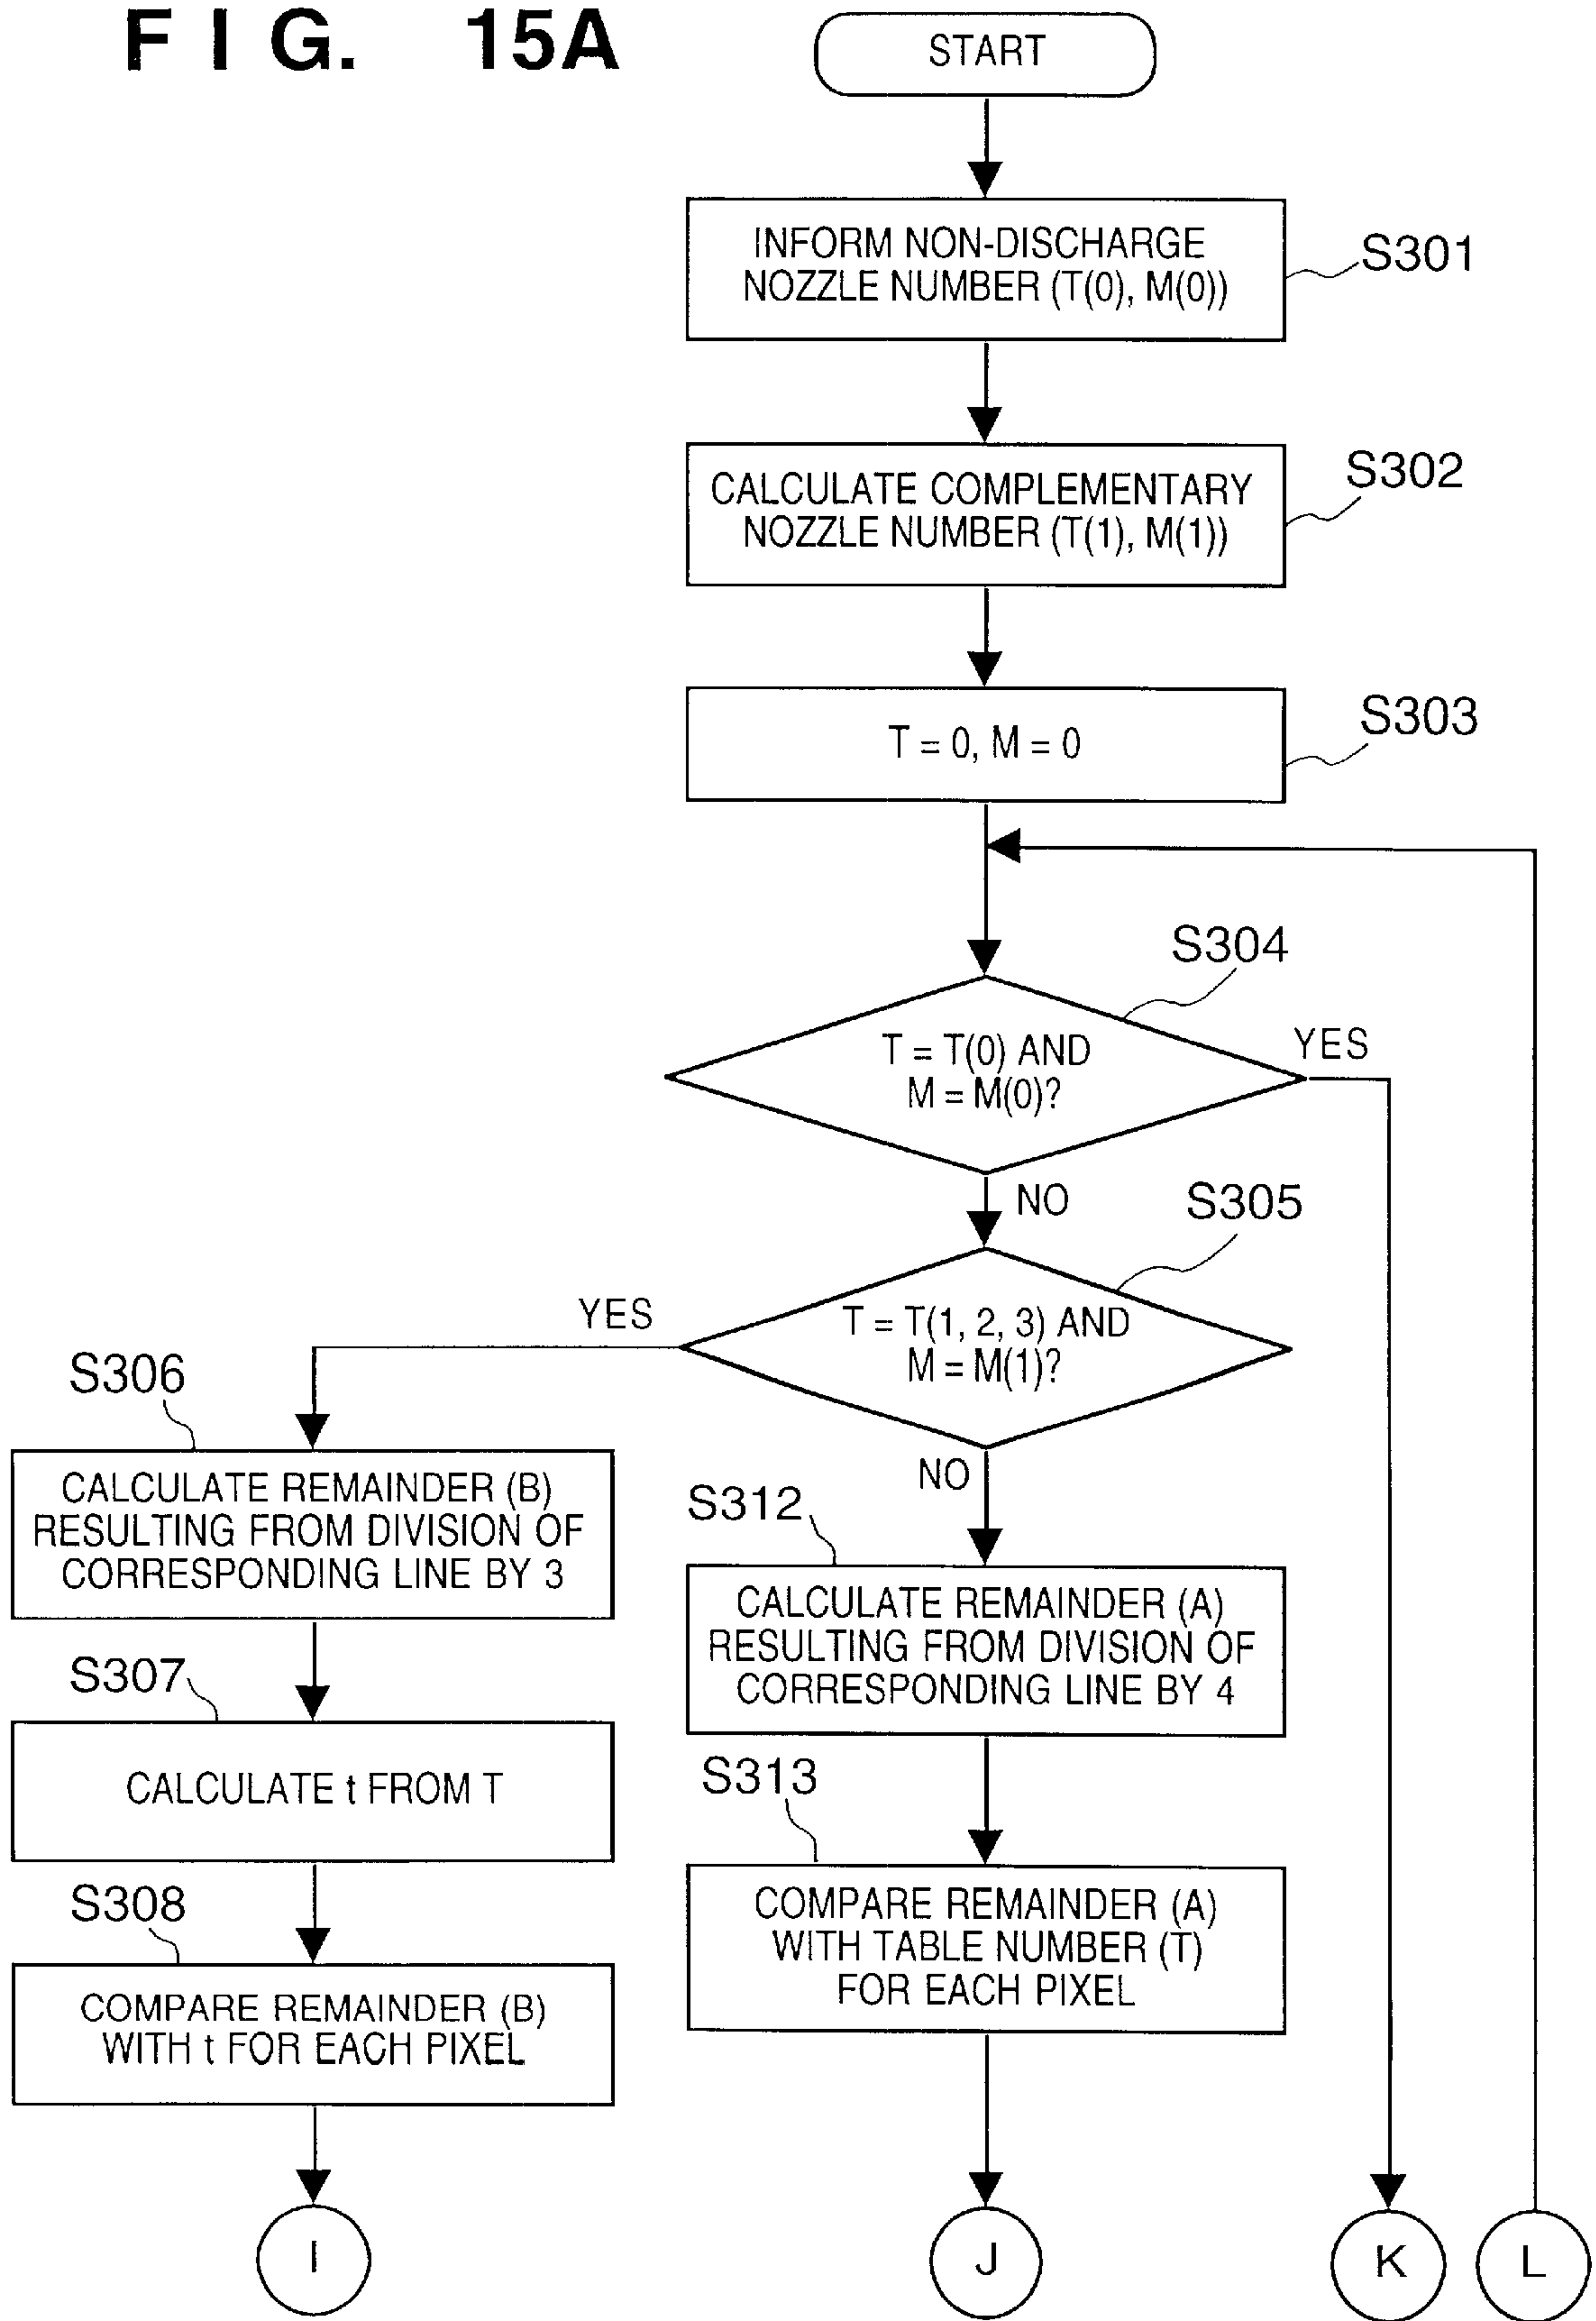 FIG. 15A
START
INFORM NON-DISCHARGE
NOZZLE NUMBER (T(0), M(0))
S301
CALCULATE COMPLEMENTARY
NOZZLE NUMBER (T(1), M(1))
S302
T = 0, M = 0
S303
S304
T = T(0) AND
M = M(0)?
YES
NO
S305
T = T(1, 2, 3) AND
M = M(1)?
YES
NO
S306
CALCULATE REMAINDER (B)
RESULTING FROM DIVISION OF
CORRESPONDING LINE BY 3
S312
CALCULATE REMAINDER (A)
RESULTING FROM DIVISION OF
CORRESPONDING LINE BY 4
S307
CALCULATE t FROM T
S313
COMPARE REMAINDER (A)
WITH TABLE NUMBER (T)
FOR EACH PIXEL
S308
COMPARE REMAINDER (B)
WITH t FOR EACH PIXEL
I
J
K
L